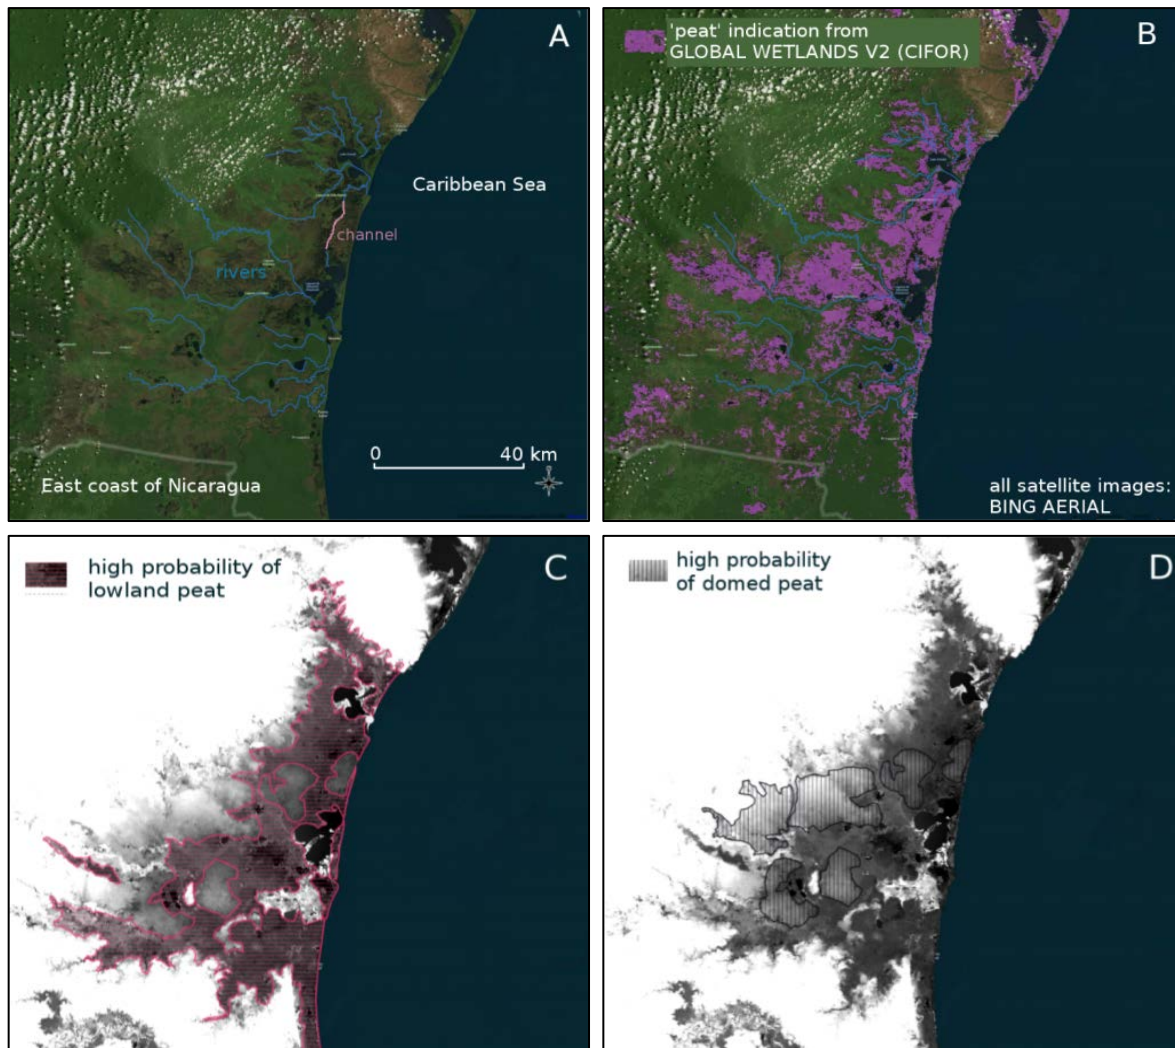 A
Caribbean Sea
channel
rivers
0 40 km
East coast of Nicaragua
'peat' indication from
GLOBAL WETLANDS V2 (CIFOR)
B
all satellite images:
BING AERIAL
high probability of
lowland peat
C
high probability
of domed peat
D